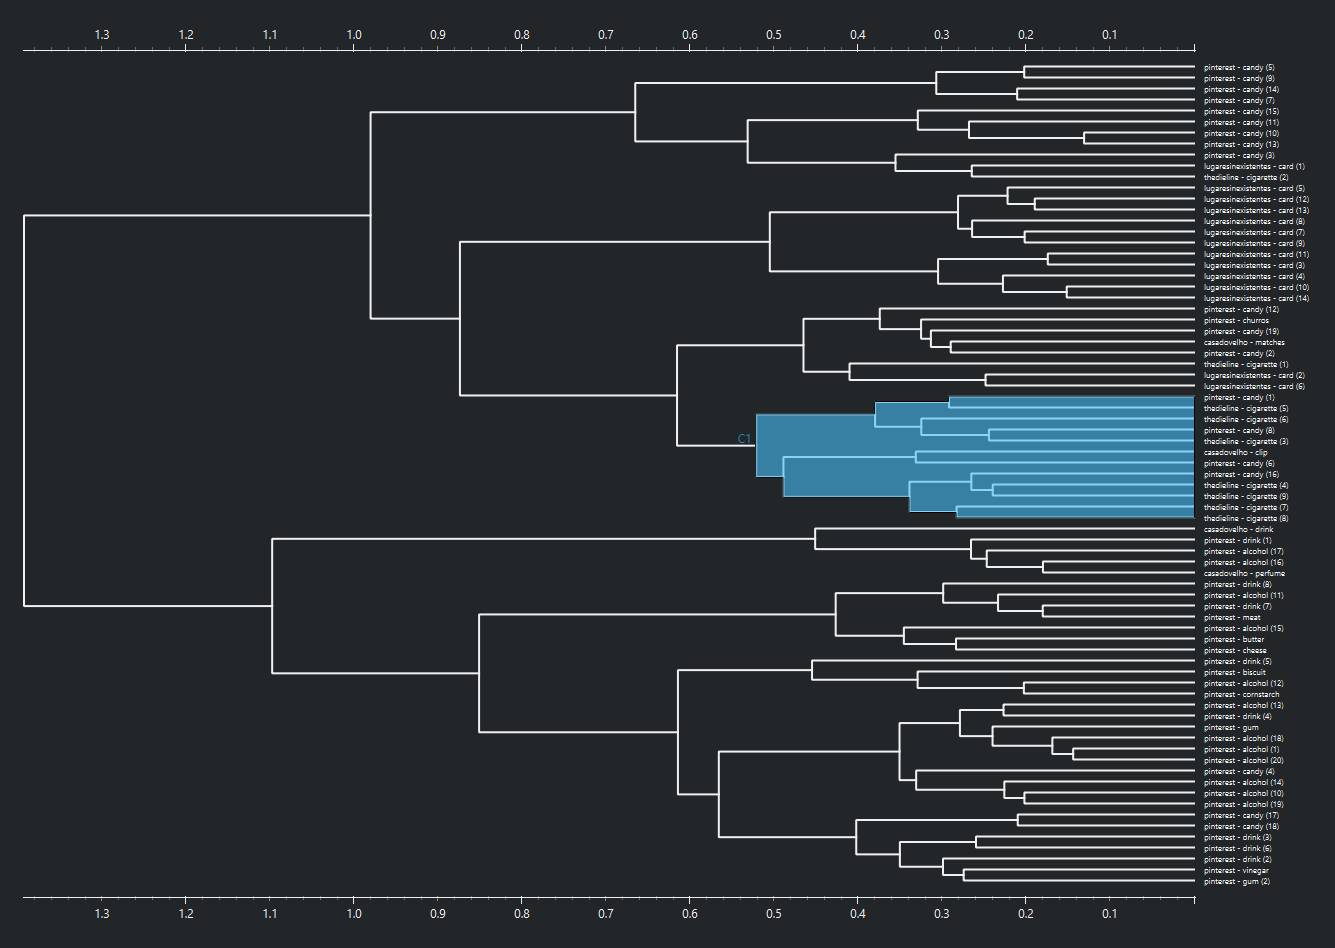 1.3 1.2 1.1 1.0 0.9 0.8 0.7 0.6 0.5 0.4 0.3 0.2 0.1
pinterest - candy (5)
pinterest - candy (9)
pinterest - candy (14)
pinterest - candy (7)
pinterest - candy (15)
pinterest - candy (11)
pinterest - candy (10)
pinterest - candy (13)
pinterest - candy (3)
lugaresinexistentes - card (1)
thedieline - cigarette (2)
lugaresinexistentes - card (5)
lugaresinexistentes - card (12)
lugaresinexistentes - card (13)
lugaresinexistentes - card (8)
lugaresinexistentes - card (7)
lugaresinexistentes - card (9)
lugaresinexistentes - card (11)
lugaresinexistentes - card (3)
lugaresinexistentes - card (4)
lugaresinexistentes - card (10)
lugaresinexistentes - card (14)
pinterest - candy (12)
pinterest - churros
pinterest - candy (19)
casadovelho - matches
pinterest - candy (2)
thedieline - cigarette (1)
lugaresinexistentes - card (2)
lugaresinexistentes - card (6)
pinterest - candy (1)
thedieline - cigarette (5)
thedieline - cigarette (6)
pinterest - candy (8)
C1
thedieline - cigarette (3)
casadovelho - clip
pinterest - candy (6)
pinterest - candy (16)
thedieline - cigarette (4)
thedieline - cigarette (9)
thedieline - cigarette (7)
thedieline - cigarette (8)
casadovelho - drink
pinterest - drink (1)
pinterest - alcohol (17)
pinterest - alcohol (16)
casadovelho - perfume
pinterest - drink (8)
pinterest - alcohol (11)
pinterest - drink (7)
pinterest - meat
pinterest - alcohol (15)
pinterest - butter
pinterest - cheese
pinterest - drink (5)
pinterest - biscuit
pinterest - alcohol (12)
pinterest - cornstarch
pinterest - alcohol (13)
pinterest - drink (4)
pinterest - gum
pinterest - alcohol (18)
pinterest - alcohol (1)
pinterest - alcohol (20)
pinterest - candy (4)
pinterest - alcohol (14)
pinterest - alcohol (10)
pinterest - alcohol (19)
pinterest - candy (17)
pinterest - candy (18)
pinterest - drink (3)
pinterest - drink (6)
pinterest - drink (2)
pinterest - vinegar
pinterest - gum (2)
1.3 1.2 1.1 1.0 0.9 0.8 0.7 0.6 0.5 0.4 0.3 0.2 0.1